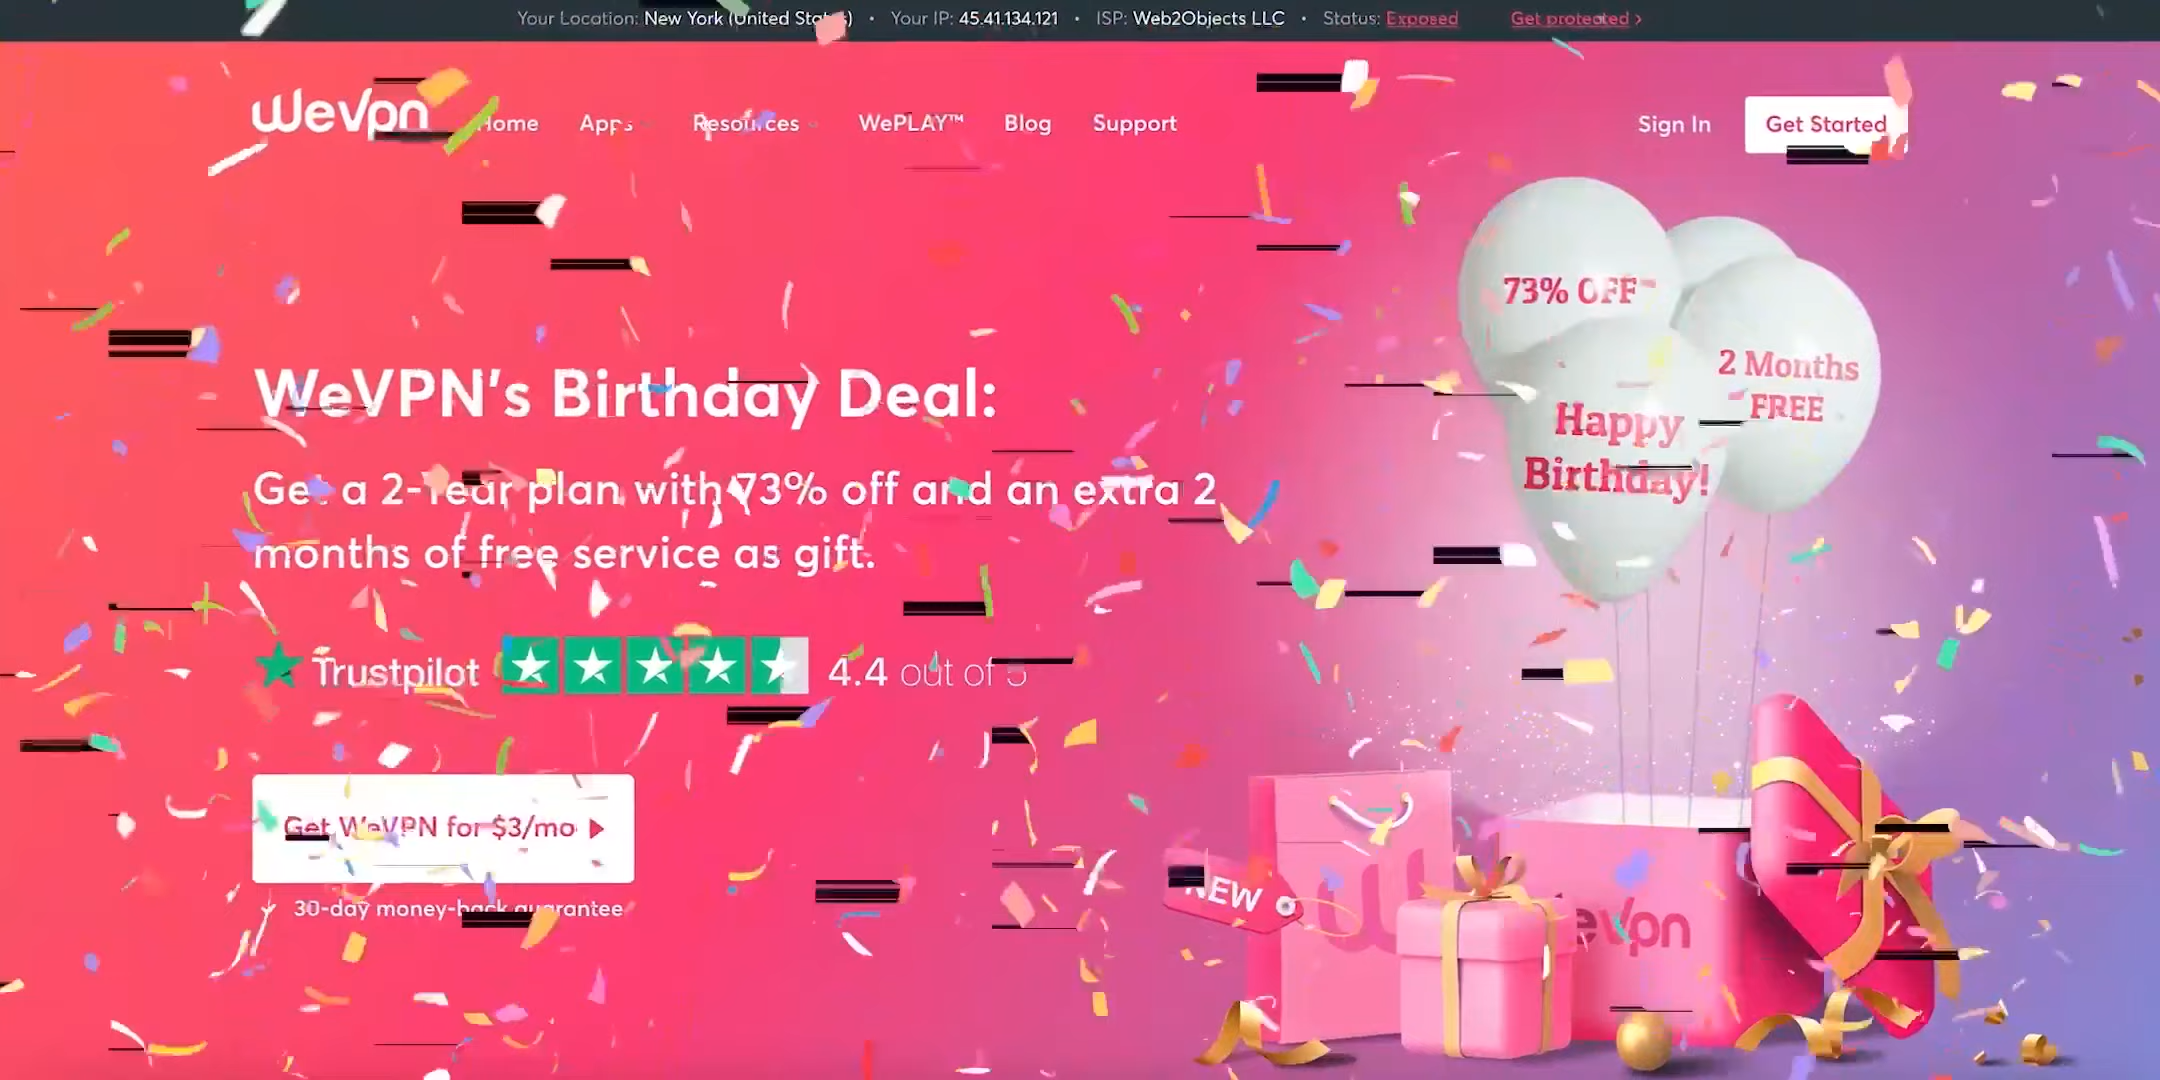 Your Location: New York (United States) • Your IP: 45.41.134.121 • ISP: Web2Objects LLC • Status: Exposed Get protected ›
WeVpn Home Apps Resources WePLAY™ Blog Support Sign In Get Started
73% OFF
2 Months
FREE
Happy
Birthday!
WeVPN's Birthday Deal:
Get a 2-Year plan with 73% off and an extra 2
months of free service as gift.
Trustpilot 4.4 out of 5
Get WeVPN for $3/mo
30-day money-back guarantee
NEW
eVpn